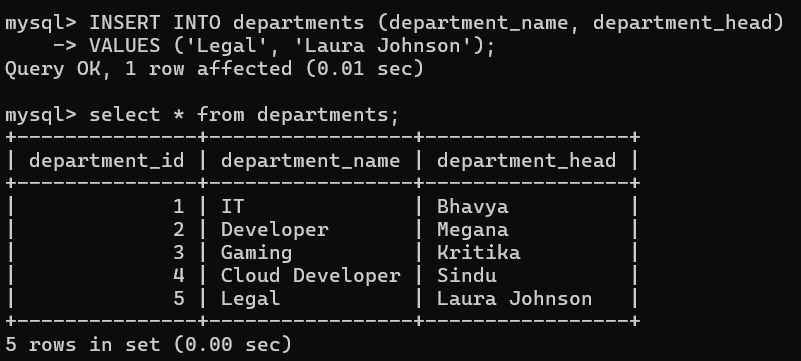 mysql> INSERT INTO departments (department_name, department_head)
    -> VALUES ('Legal', 'Laura Johnson');
Query OK, 1 row affected (0.01 sec)

mysql> select * from departments;
+---------------+-----------------+-----------------+
| department_id | department_name | department_head |
+---------------+-----------------+-----------------+
|             1 | IT              | Bhavya          |
|             2 | Developer       | Megana          |
|             3 | Gaming          | Kritika         |
|             4 | Cloud Developer | Sindu           |
|             5 | Legal           | Laura Johnson   |
+---------------+-----------------+-----------------+
5 rows in set (0.00 sec)